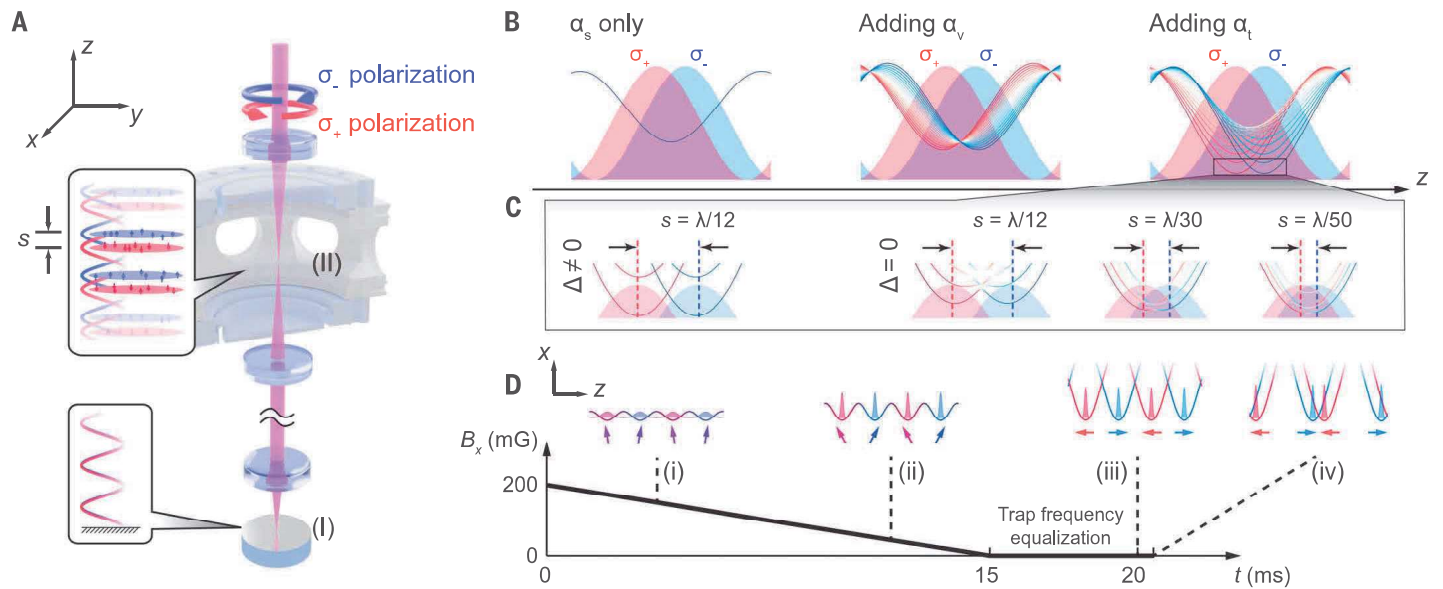 A
z
y
x
σ₋ polarization
σ₊ polarization
s
(II)
(I)
B
αₛ only
Adding αᵥ
Adding αₜ
σ₊ σ₋
σ₊ σ₋
σ₊ σ₋
z
C
Δ ≠ 0
s = λ/12
Δ = 0
s = λ/12
s = λ/30
s = λ/50
D
x
z
Bₓ (mG)
200
0
(i)
(ii)
(iii)
(iv)
Trap frequency
equalization
0
15
20
t (ms)